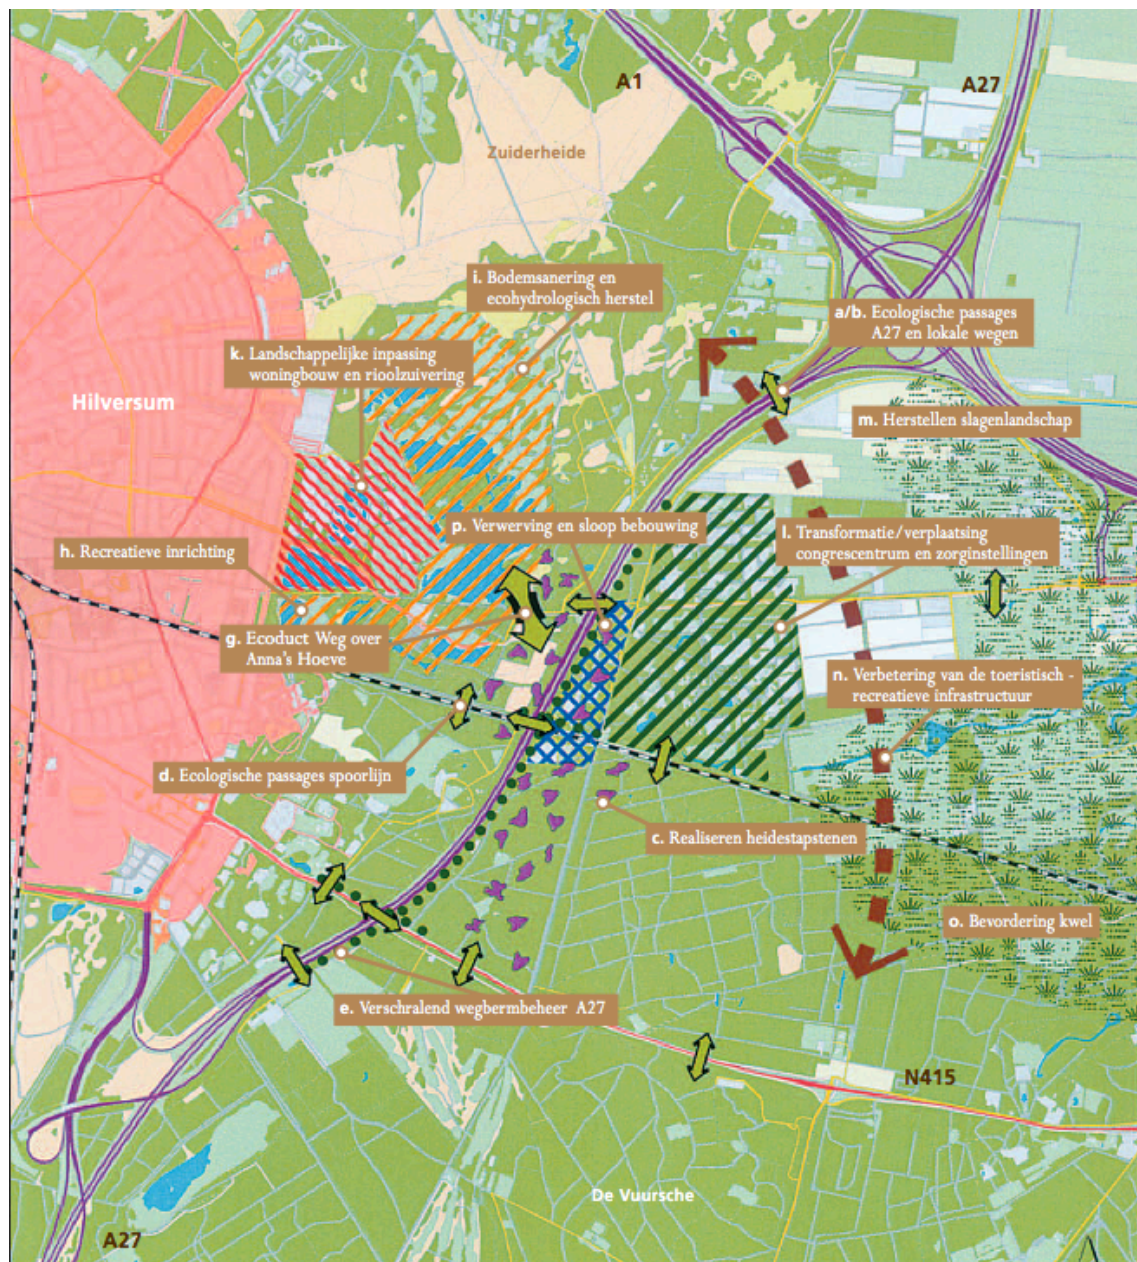 A1
A27
Zuiderheide
i. Bodemsanering en
ecohydrologisch herstel
a/b. Ecologische passages
A27 en lokale wegen
k. Landschappelijke inpassing
woningbouw en rioolzuivering
Hilversum
m. Herstellen slagenlandschap
p. Verwerving en sloop bebouwing
l. Transformatie/verplaatsing
congrescentrum en zorginstellingen
h. Recreatieve inrichting
g. Ecoduct Weg over
Anna's Hoeve
n. Verbetering van de toeristisch -
recreatieve infrastructuur
d. Ecologische passages spoorlijn
c. Realiseren heidestapstenen
o. Bevordering kwel
e. Verschralend wegbermbeheer A27
N415
De Vuursche
A27